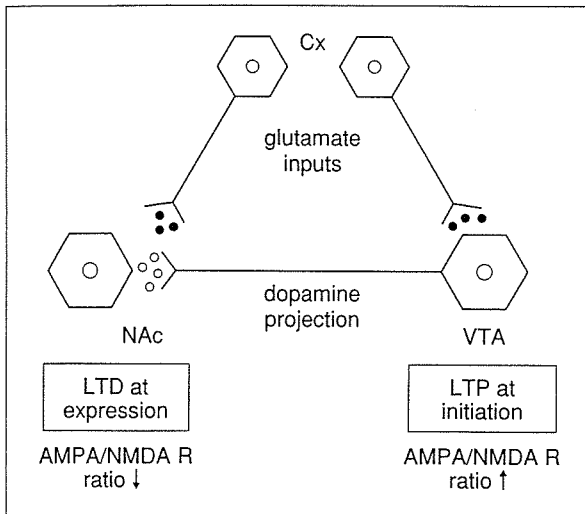 Cx
glutamate
inputs
dopamine
projection
NAc
VTA
LTD at
expression
LTP at
initiation
AMPA/NMDA R
ratio ↓
AMPA/NMDA R
ratio ↑